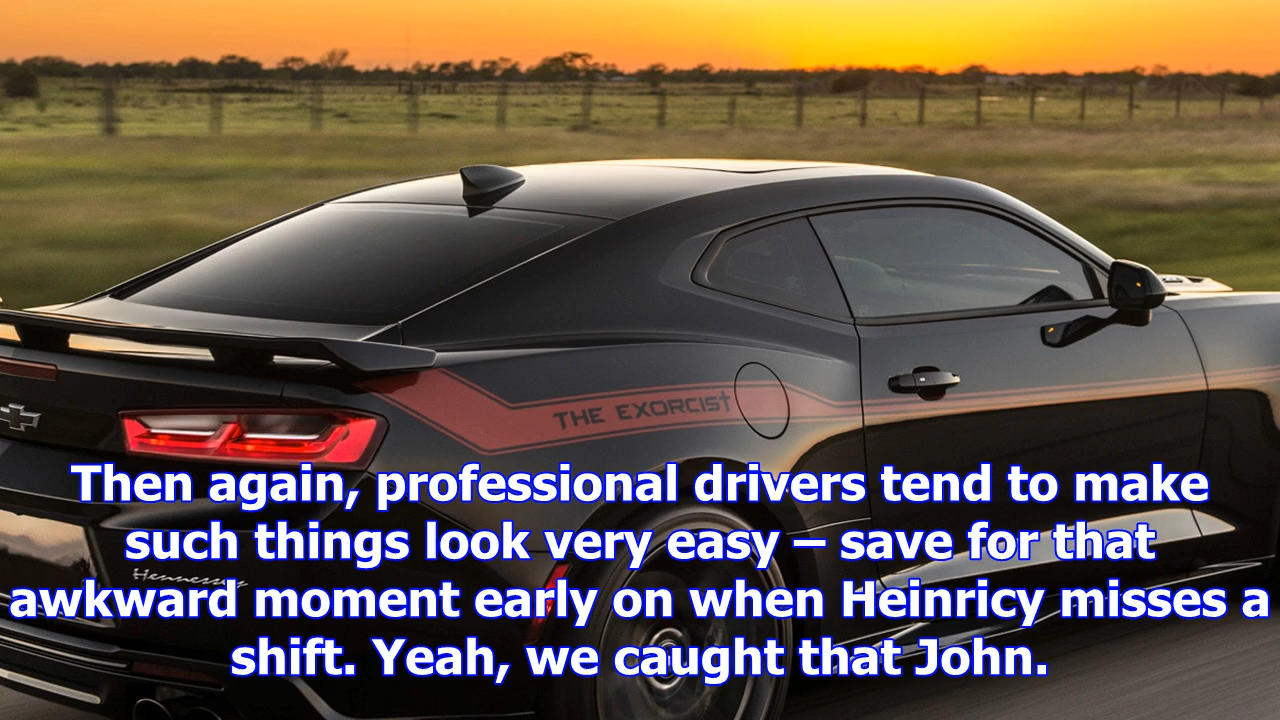 THE EXORCIST
Then again, professional drivers tend to make
such things look very easy – save for that
Hennessey
awkward moment early on when Heinricy misses a
shift. Yeah, we caught that John.